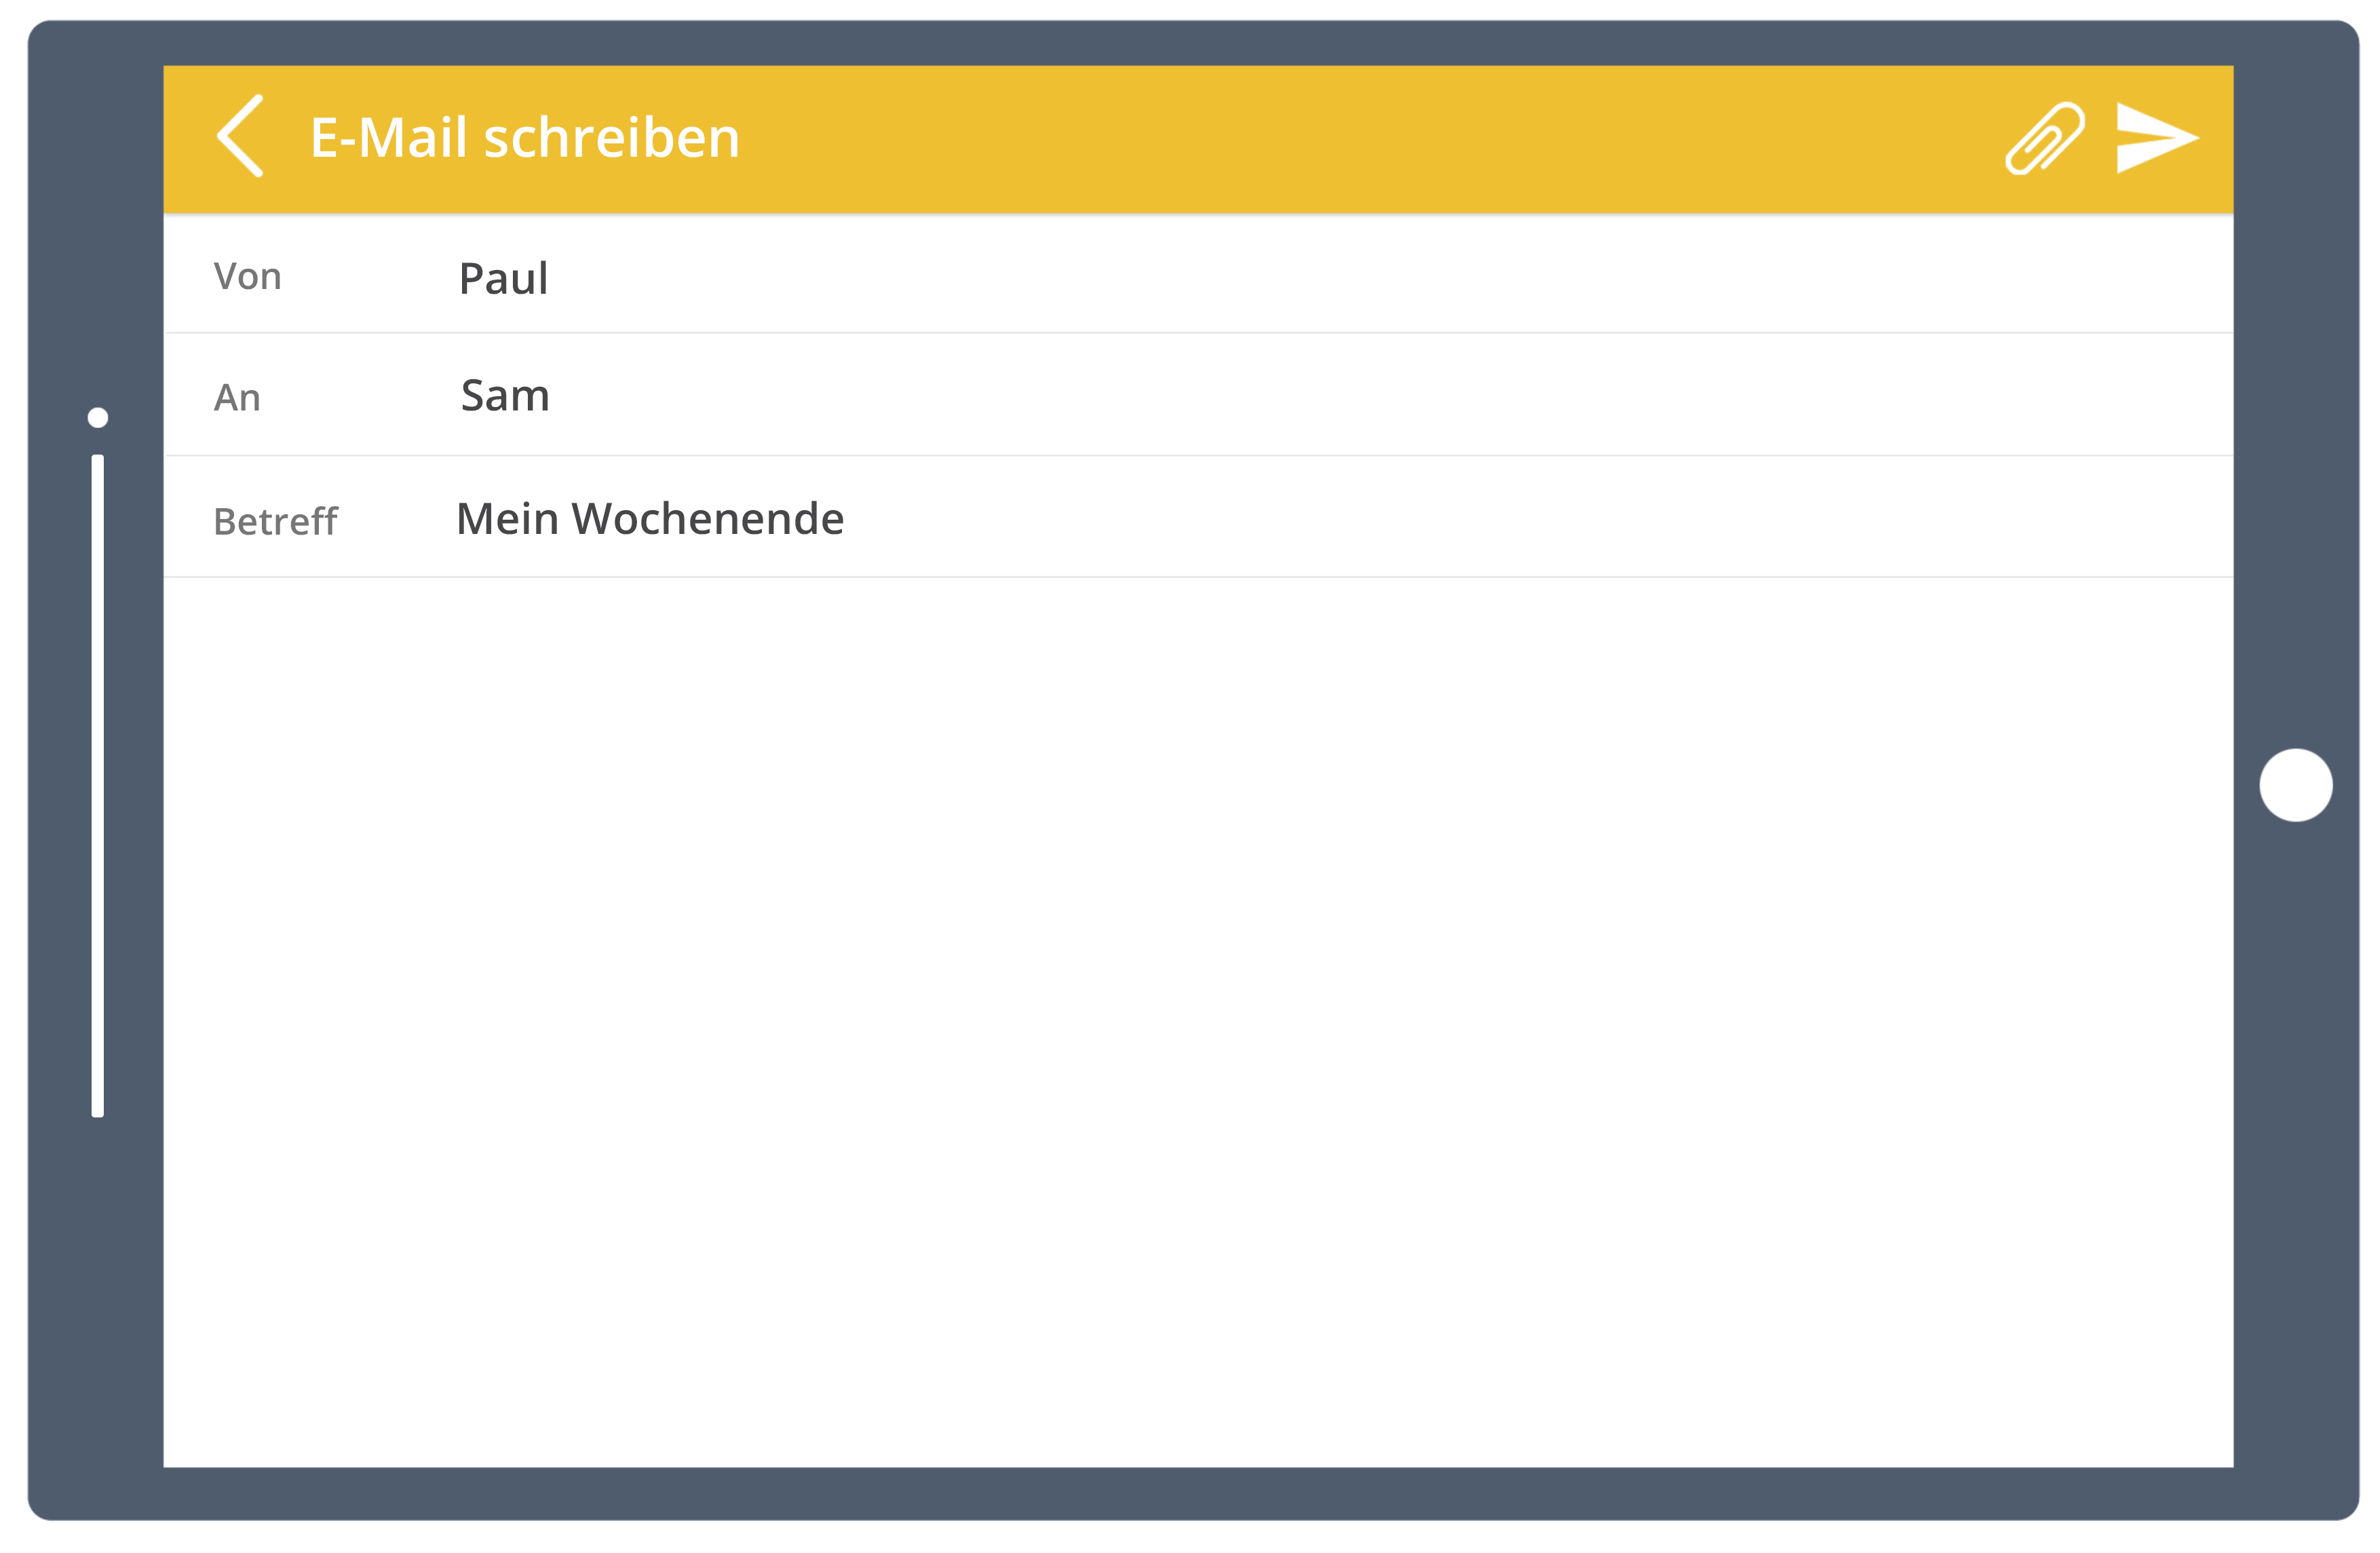 E-Mail schreiben
Von Paul
An Sam
Betreff Mein Wochenende